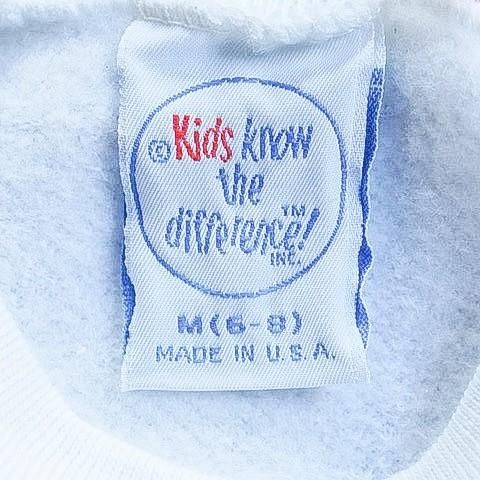 ®Kids know
the
difference!™
INC.
M(6-8)
MADE IN U.S.A.